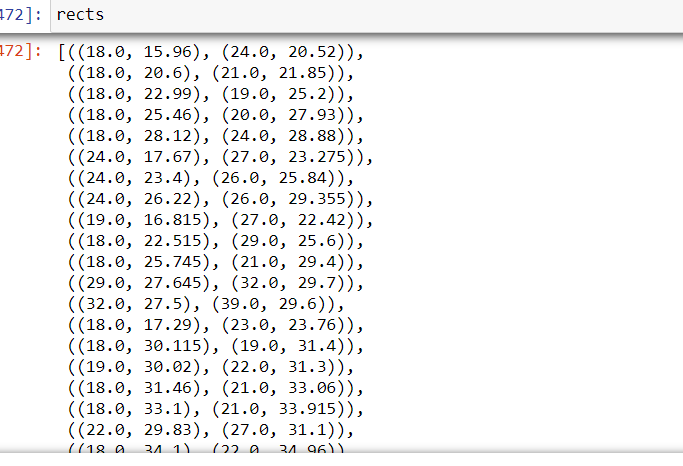 472]: rects
472]: [((18.0, 15.96), (24.0, 20.52)),
((18.0, 20.6), (21.0, 21.85)),
((18.0, 22.99), (19.0, 25.2)),
((18.0, 25.46), (20.0, 27.93)),
((18.0, 28.12), (24.0, 28.88)),
((24.0, 17.67), (27.0, 23.275)),
((24.0, 23.4), (26.0, 25.84)),
((24.0, 26.22), (26.0, 29.355)),
((19.0, 16.815), (27.0, 22.42)),
((18.0, 22.515), (29.0, 25.6)),
((18.0, 25.745), (21.0, 29.4)),
((29.0, 27.645), (32.0, 29.7)),
((32.0, 27.5), (39.0, 29.6)),
((18.0, 17.29), (23.0, 23.76)),
((18.0, 30.115), (19.0, 31.4)),
((19.0, 30.02), (22.0, 31.3)),
((18.0, 31.46), (21.0, 33.06)),
((18.0, 33.1), (21.0, 33.915)),
((22.0, 29.83), (27.0, 31.1)),
((18.0, 34.1), (22.0, 34.96))